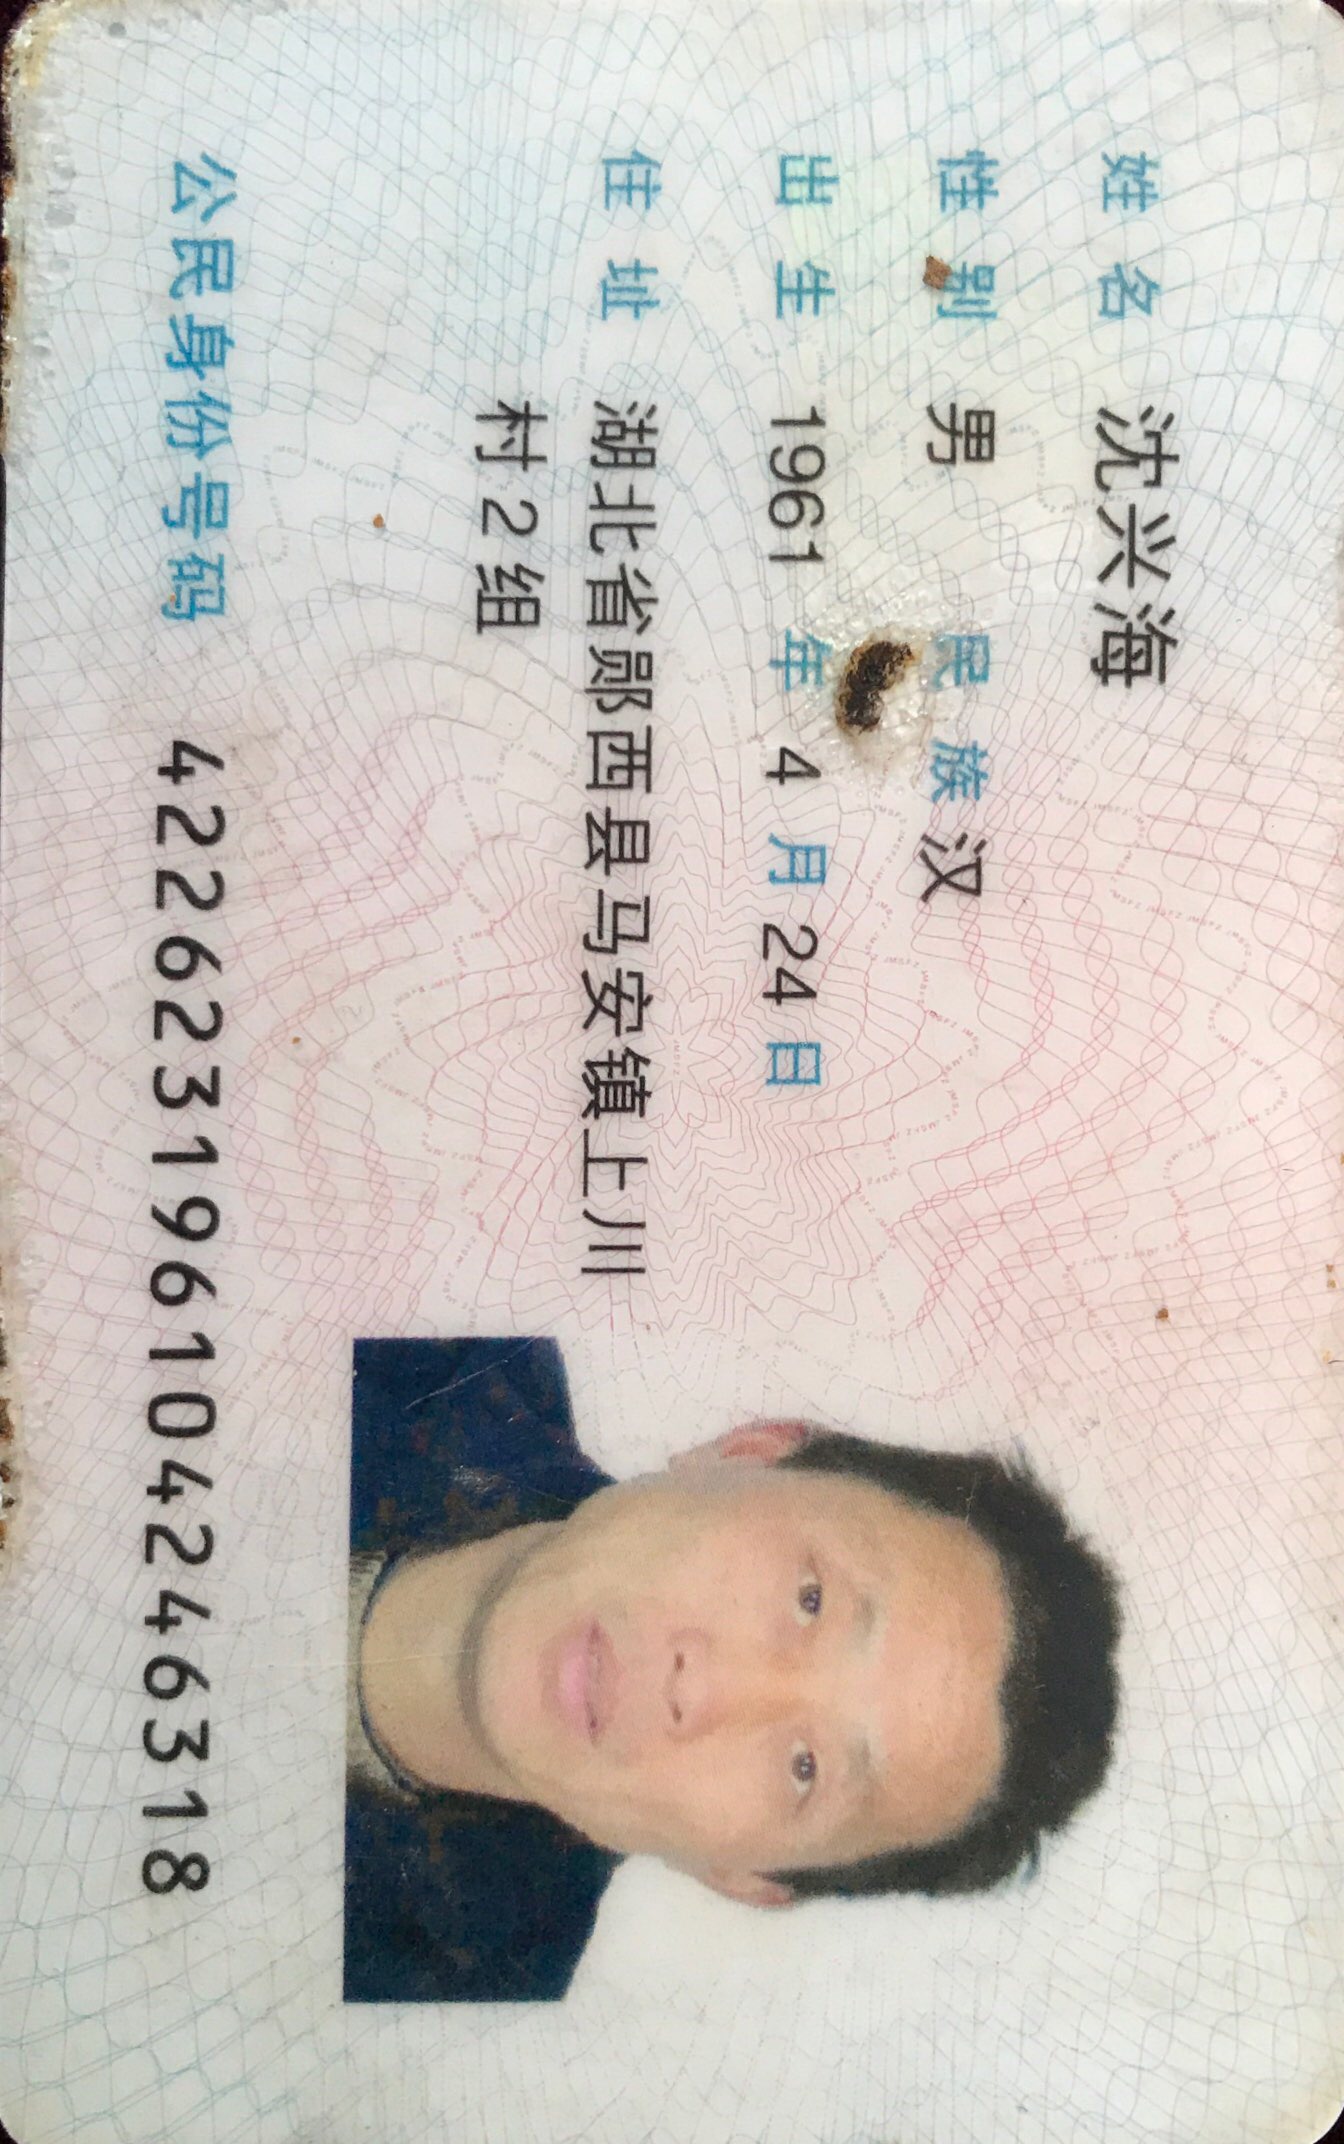 姓名 沈兴海
性别 男 民族 汉
出生 1961 年 4 月 24 日
住址 湖北省郧西县马安镇上川
村2组
公民身份号码 422623196104246318